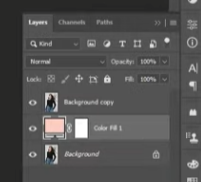 Layers Channels Paths
Kind
Normal Opacity: 100%
Lock: Fill: 100%
Background copy
Color Fill 1
Background